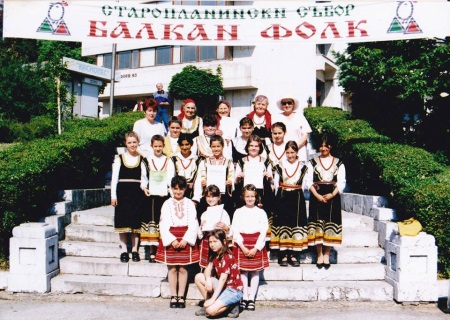 СТАРОПЛАНИНСКИ СЪБОР
БАЛКАН ФОЛК